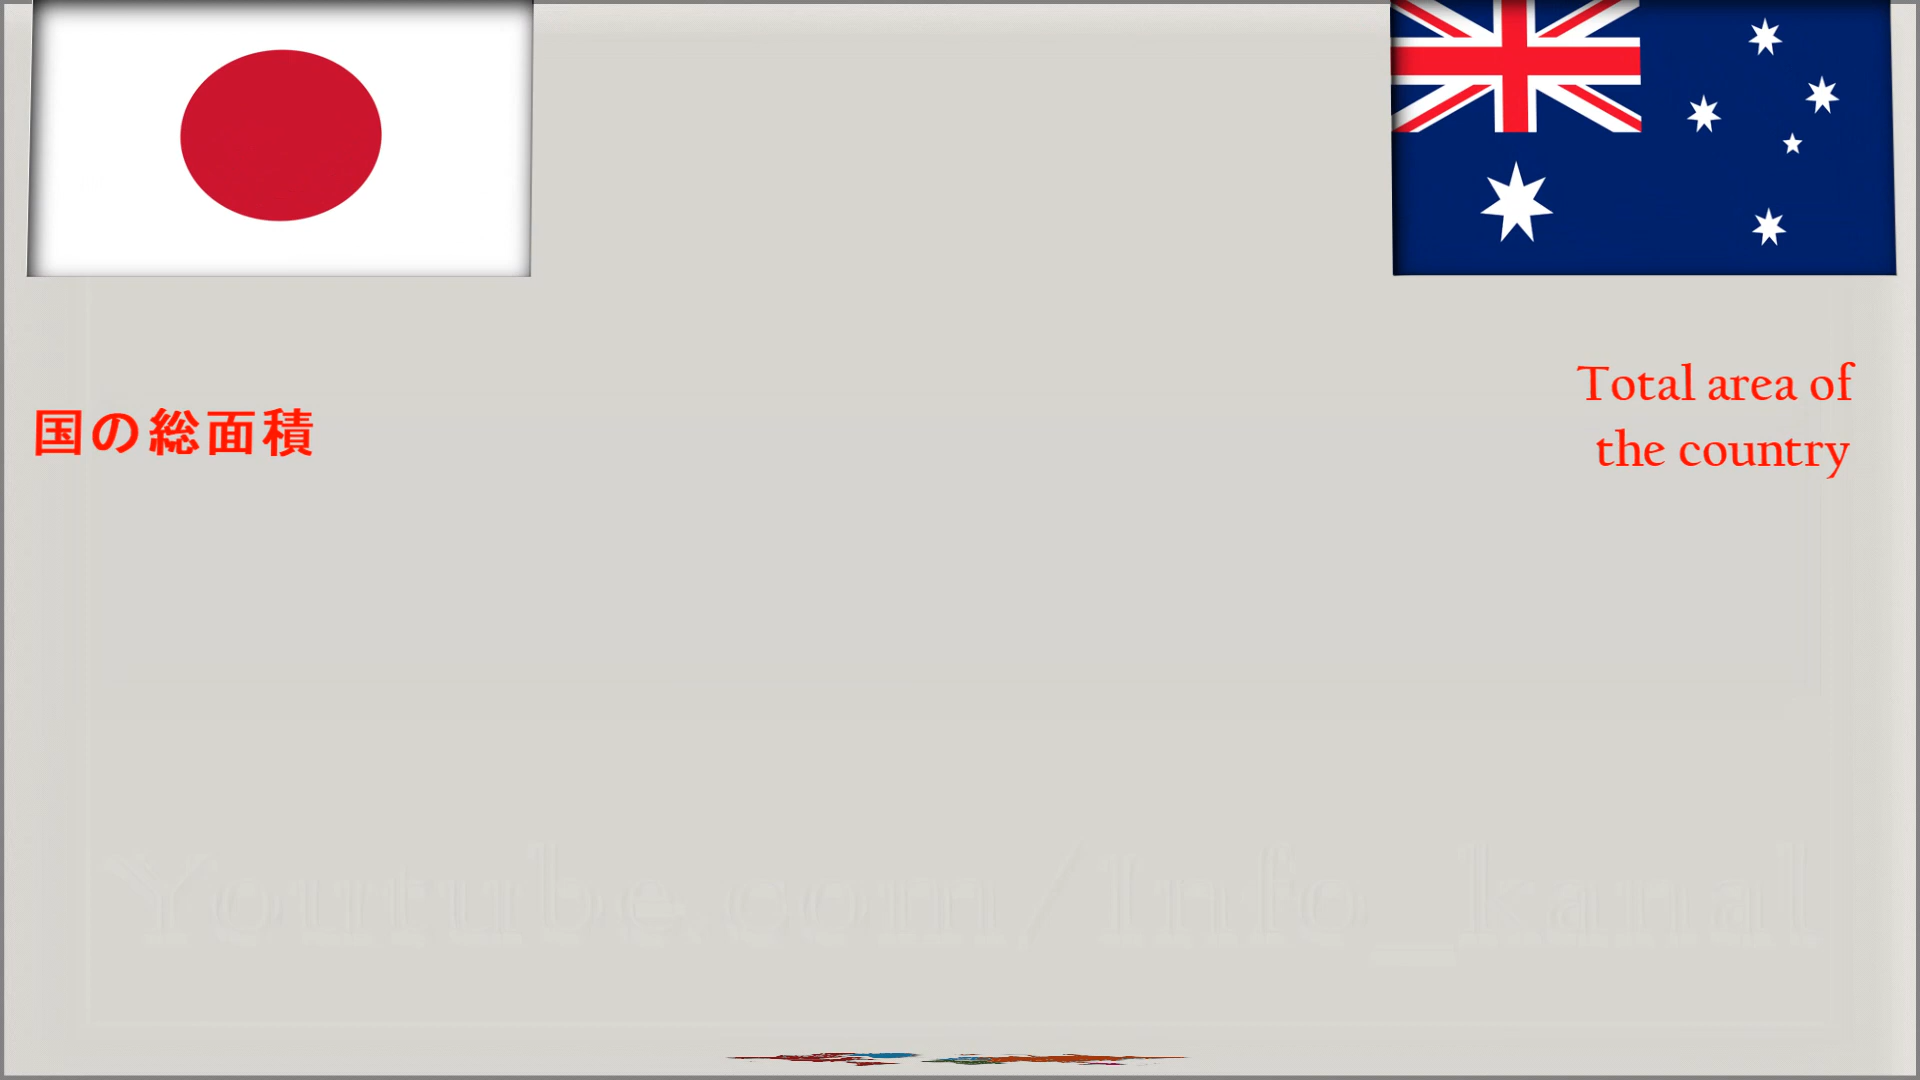 国の総面積
Total area of
the country
Youtube.com/Info_kanal